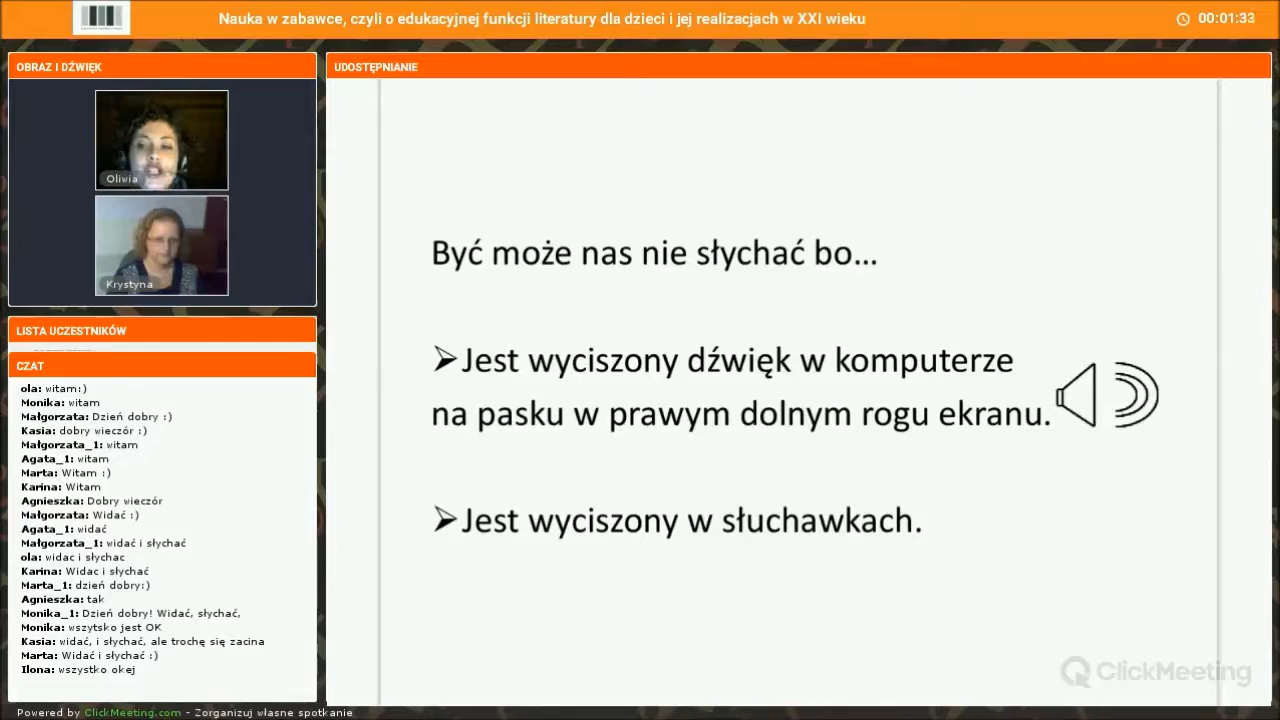 Nauka w zabawce, czyli o edukacyjnej funkcji literatury dla dzieci i jej realizacjach w XXI wieku
00:01:33
OBRAZ I DŹWIĘK
Oliwia
Krystyna
LISTA UCZESTNIKÓW
CZAT
ola: witam:)
Monika: witam
Małgorzata: Dzień dobry :)
Kasia: dobry wieczór :)
Małgorzata_1: witam
Agata_1: witam
Marta: Witam :)
Karina: Witam
Agnieszka: Dobry wieczór
Małgorzata: Widać :)
Agata_1: widać
Małgorzata_1: widać i słychać
ola: widac i słychac
Karina: Widac i słychać
Marta_1: dzień dobry:)
Agnieszka: tak
Monika_1: Dzień dobry! Widać, słychać,
Monika: wszytsko jest OK
Kasia: widać, i słychać, ale trochę się zacina
Marta: Widać i słychać :)
Ilona: wszystko okej
UDOSTĘPNIANIE
Być może nas nie słychać bo...
➢Jest wyciszony dźwięk w komputerze
na pasku w prawym dolnym rogu ekranu.
➢Jest wyciszony w słuchawkach.
ClickMeeting
Powered by ClickMeeting.com - Zorganizuj własne spotkanie